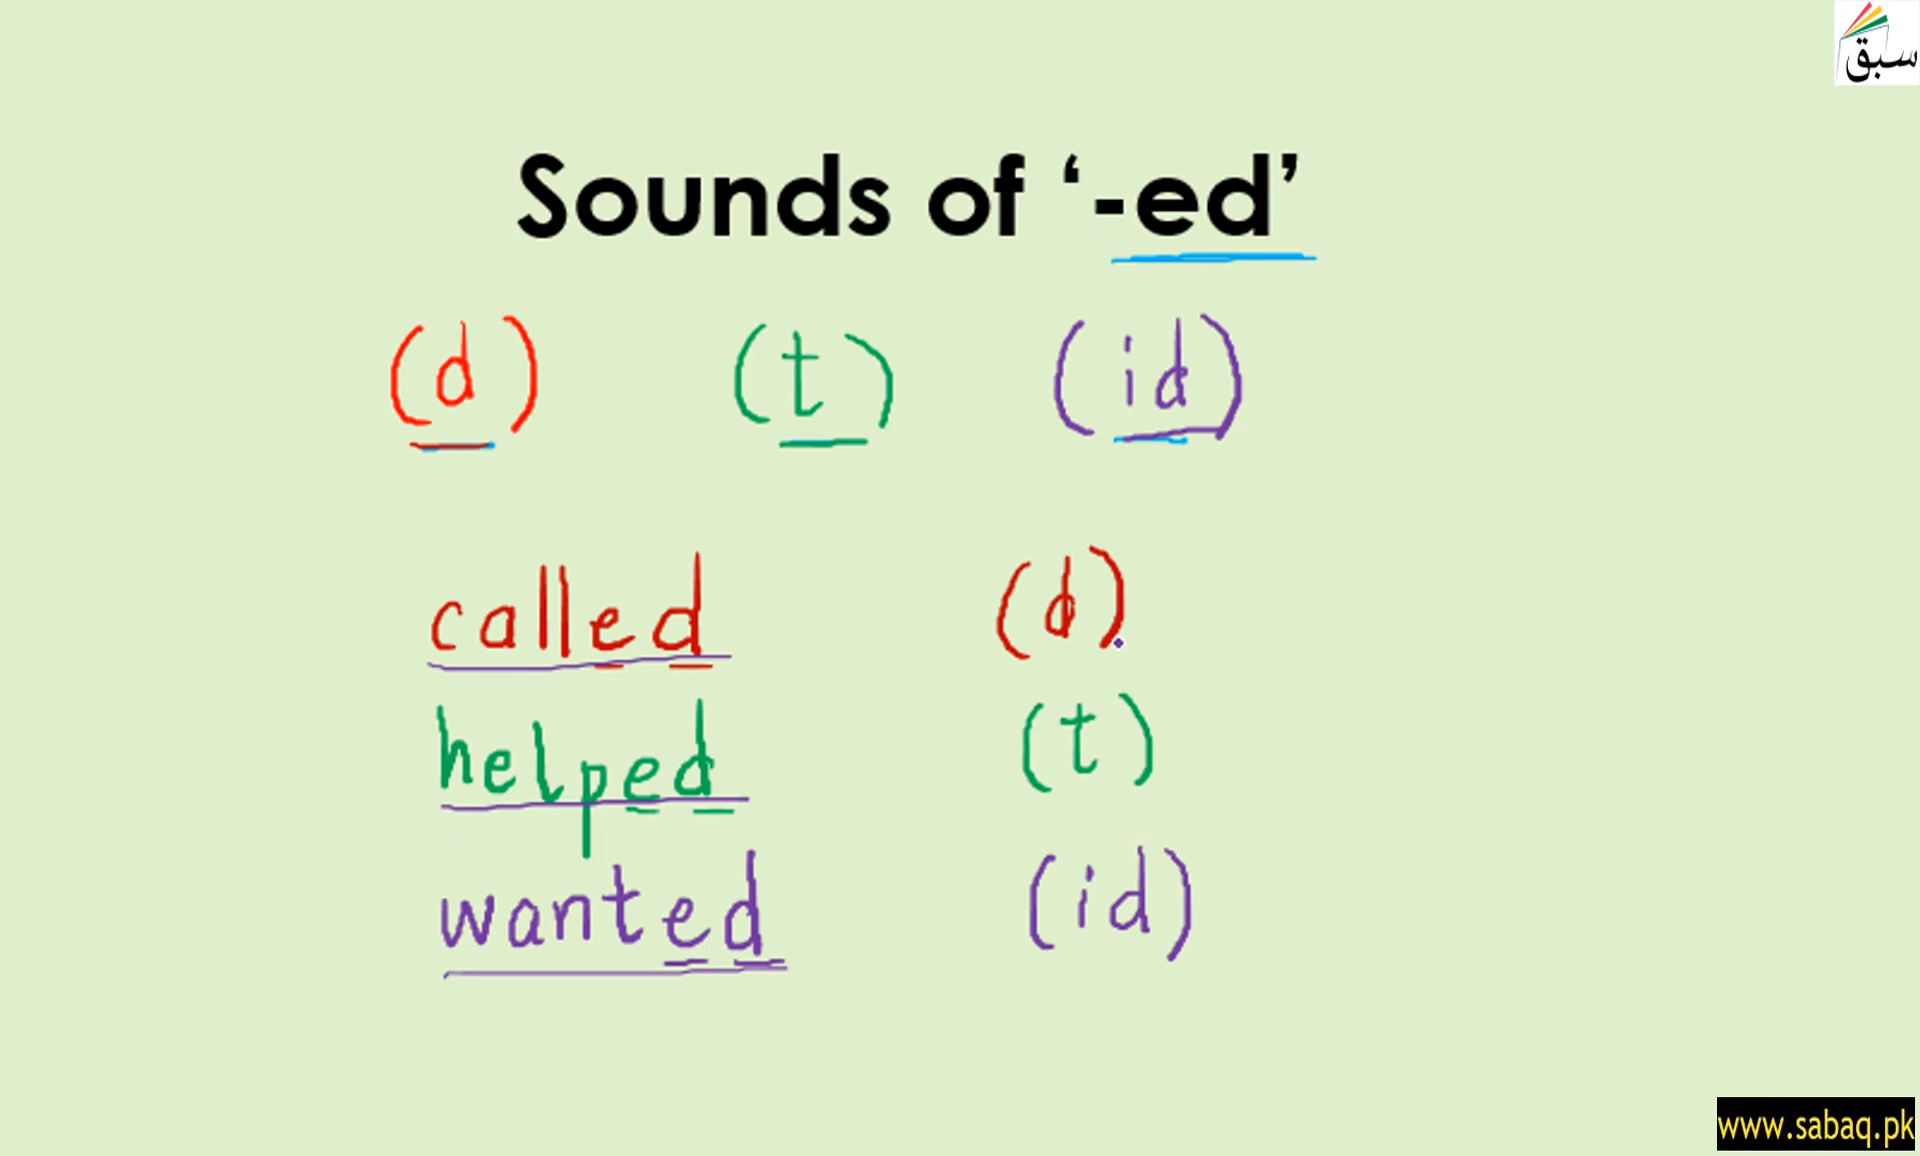 سبق
Sounds of ‘-ed’
(d) (t) (id)
called (d)
helped (t)
wanted (id)
www.sabaq.pk